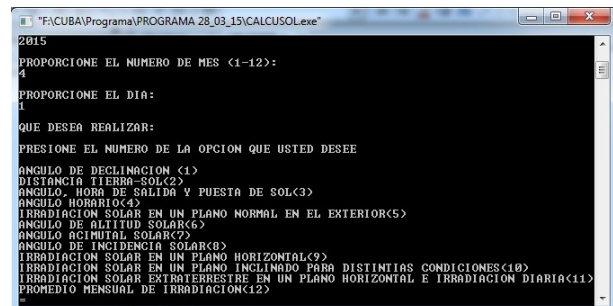 "F:\CUBA\Programa\PROGRAMA 28_03_15\CALCUSOL.exe"
2015
PROPORCIONE EL NUMERO DE MES (1-12):
4
PROPORCIONE EL DIA:
1
QUE DESEA REALIZAR:
PRESIONE EL NUMERO DE LA OPCION QUE USTED DESEE
ANGULO DE DECLINACION (1)
DISTANCIA TIERRA-SOL(2)
ANGULO, HORA DE SALIDA Y PUESTA DE SOL(3)
ANGULO HORARIO(4)
IRRADIACION SOLAR EN UN PLANO NORMAL EN EL EXTERIOR(5)
ANGULO DE ALTITUD SOLAR(6)
ANGULO ACIMUTAL SOLAR(7)
ANGULO DE INCIDENCIA SOLAR(8)
IRRADIACION SOLAR EN UN PLANO HORIZONTAL(9)
IRRADIACION SOLAR EN UN PLANO INCLINADO PARA DISTINTIAS CONDICIONES(10)
IRRADIACION SOLAR EXTRATERRESTRE EN UN PLANO HORIZONTAL E IRRADIACION DIARIA(11)
PROMEDIO MENSUAL DE IRRADIACION(12)